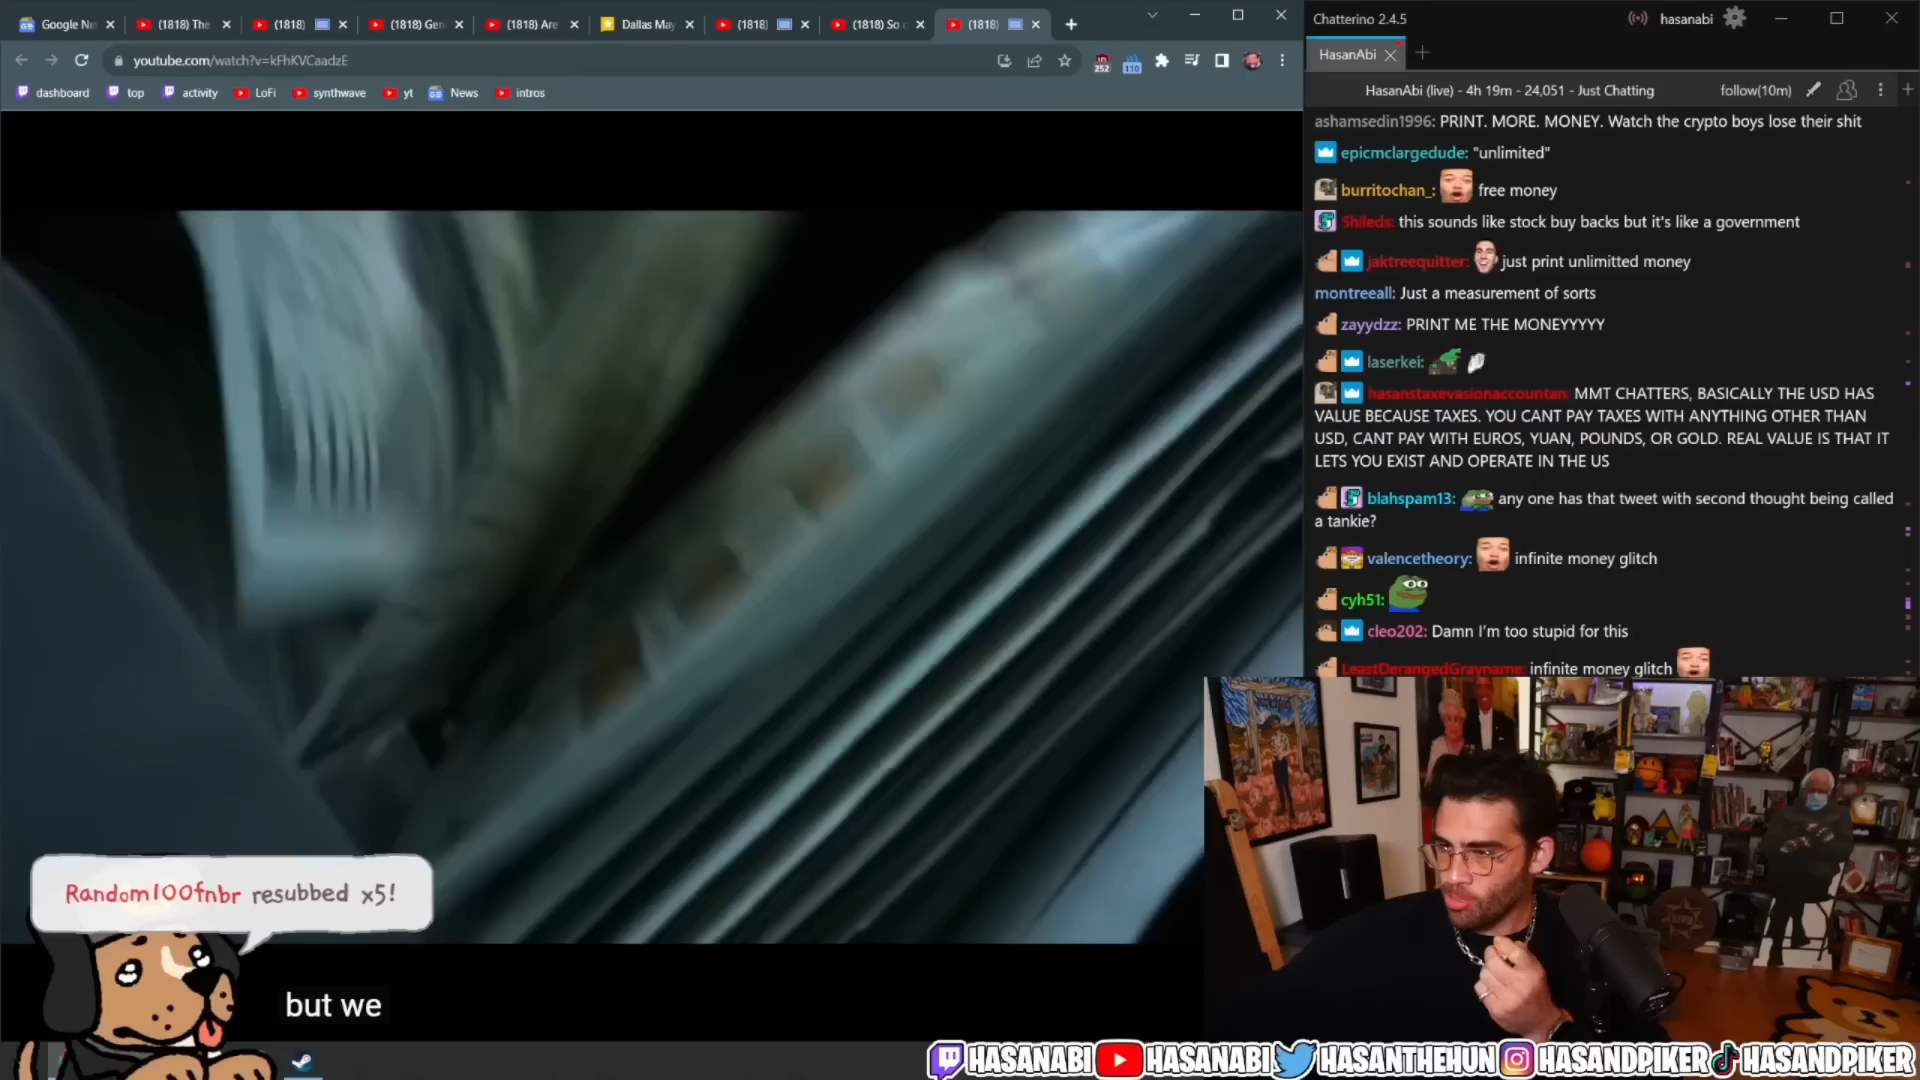 Google Ne
(1818) The
(1818)
(1818) Gen
(1818) Are
Dallas May
(1818)
(1818) So
(1818)
youtube.com/watch?v=kFhKVCaadzE
252
110
dashboard
top
activity
LoFi
synthwave
yt
News
intros
Chatterino 2.4.5
hasanabi
HasanAbi
HasanAbi (live) - 4h 19m - 24,051 - Just Chatting
follow(10m)
ashamsedin1996: PRINT. MORE. MONEY. Watch the crypto boys lose their shit
epicmclargedude: "unlimited"
burritochan_: free money
5hileds: this sounds like stock buy backs but it's like a government
jaktreequitter: just print unlimitted money
montreeall: Just a measurement of sorts
zayydzz: PRINT ME THE MONEYYYYY
laserkei:
hasanstaxevasionaccountan: MMT CHATTERS, BASICALLY THE USD HAS
VALUE BECAUSE TAXES. YOU CANT PAY TAXES WITH ANYTHING OTHER THAN
USD, CANT PAY WITH EUROS, YUAN, POUNDS, OR GOLD. REAL VALUE IS THAT IT
LETS YOU EXIST AND OPERATE IN THE US
blahspam13: any one has that tweet with second thought being called
a tankie?
valencetheory: infinite money glitch
cyh51:
cleo202: Damn I'm too stupid for this
LeastDerangedGrayname: infinite money glitch
Random100fnbr resubbed x5!
but we
HASANABI
HASANABI
HASANTHEHUN
HASANDPIKER
HASANDPIKER